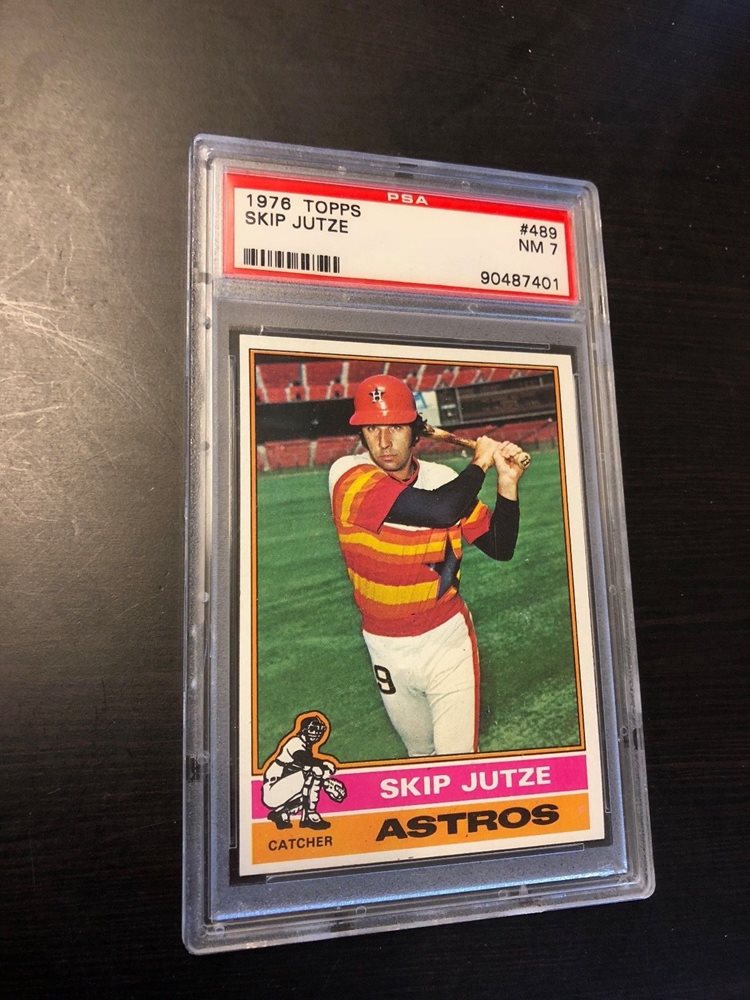 PSA
1976 TOPPS #489
SKIP JUTZE NM 7
90487401
H
9
SKIP JUTZE
ASTROS
CATCHER